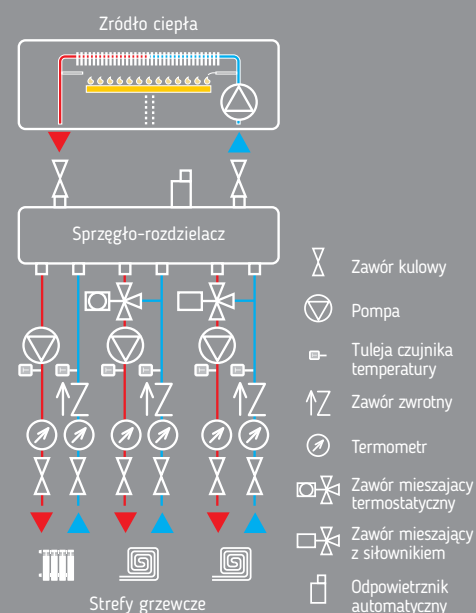 Zródło ciepła
Sprzęgło-rozdzielacz
Zawór kulowy
Pompa
Tuleja czujnika
temperatury
Zawór zwrotny
Termometr
Zawór mieszajacy
termostatyczny
Zawór mieszający
z siłownikiem
Odpowietrznik
automatyczny
Strefy grzewcze